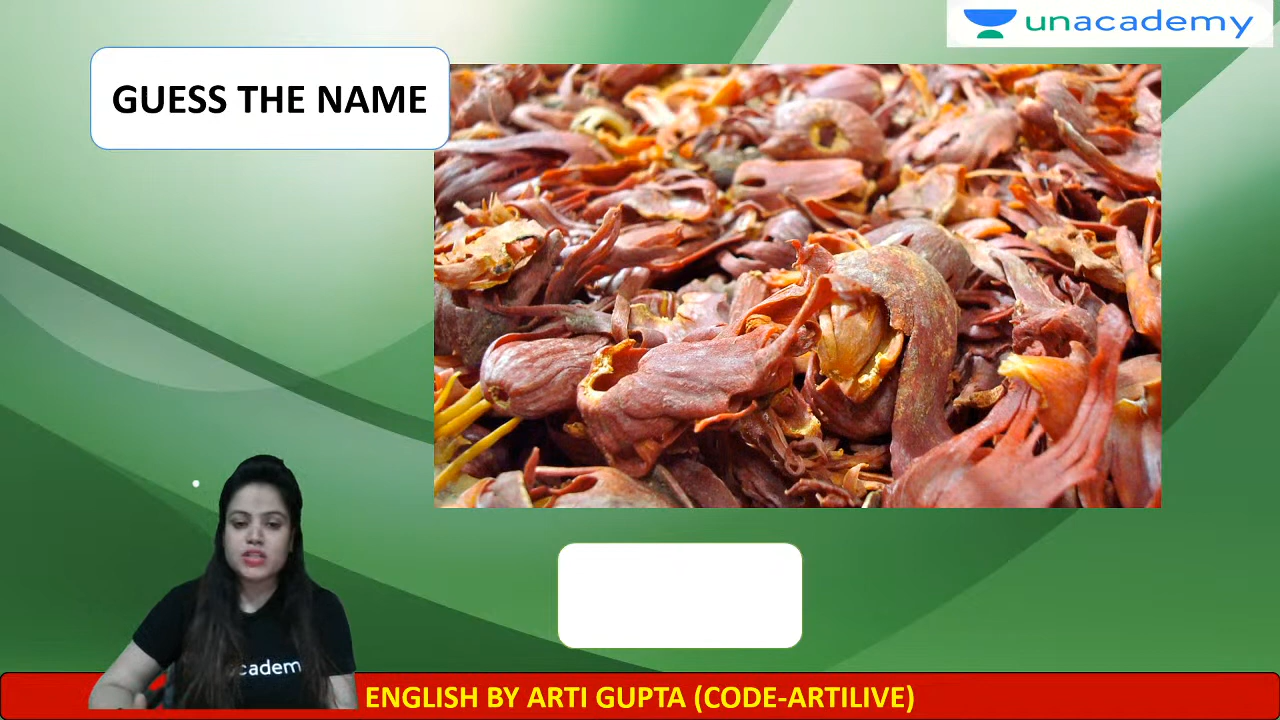 unacademy
GUESS THE NAME
cadem
ENGLISH BY ARTI GUPTA (CODE-ARTILIVE)